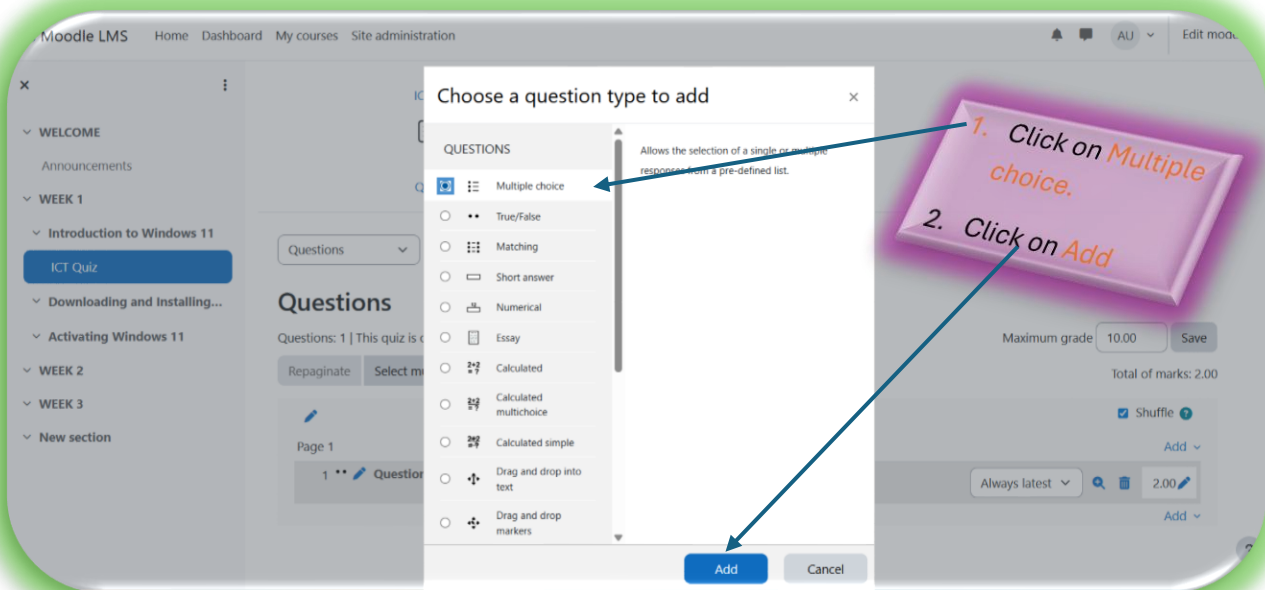 Moodle LMS Home Dashboard My courses Site administration AU Edit mod
WELCOME
Announcements
WEEK 1
Introduction to Windows 11
ICT Quiz
Downloading and Installing...
Activating Windows 11
WEEK 2
WEEK 3
New section
Questions
Questions
Questions: 1 | This quiz is
Maximum grade 10.00 Save
Repaginate Select
Total of marks: 2.00
Shuffle
Page 1
Add
1 Question
Always latest 2.00
Add
Choose a question type to add
QUESTIONS
Multiple choice
True/False
Matching
Short answer
Numerical
Essay
Calculated
Calculated
multichoice
Calculated simple
Drag and drop into
text
Drag and drop
markers
Allows the selection of a single or multiple
responses from a pre-defined list.
Add Cancel
1. Click on Multiple
choice.
2. Click on Add